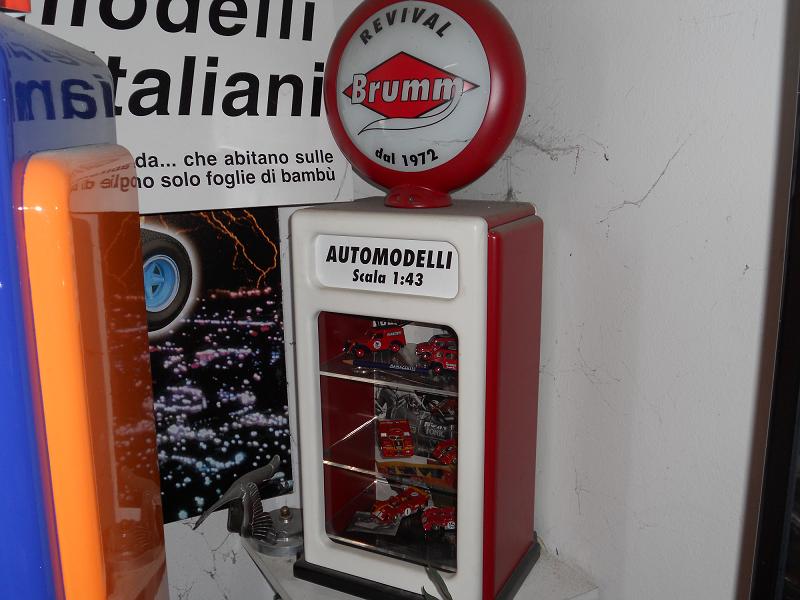 modelli
Italiani
da... che abitano sulle
no solo foglie di bambù
REVIVAL
Brumm
dal 1972
AUTOMODELLI
Scala 1:43